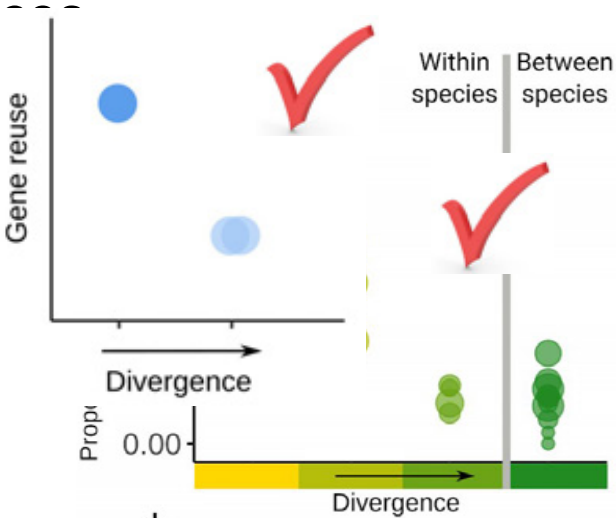 Gene reuse
Divergence
Within
species
Between
species
0.00
Divergence